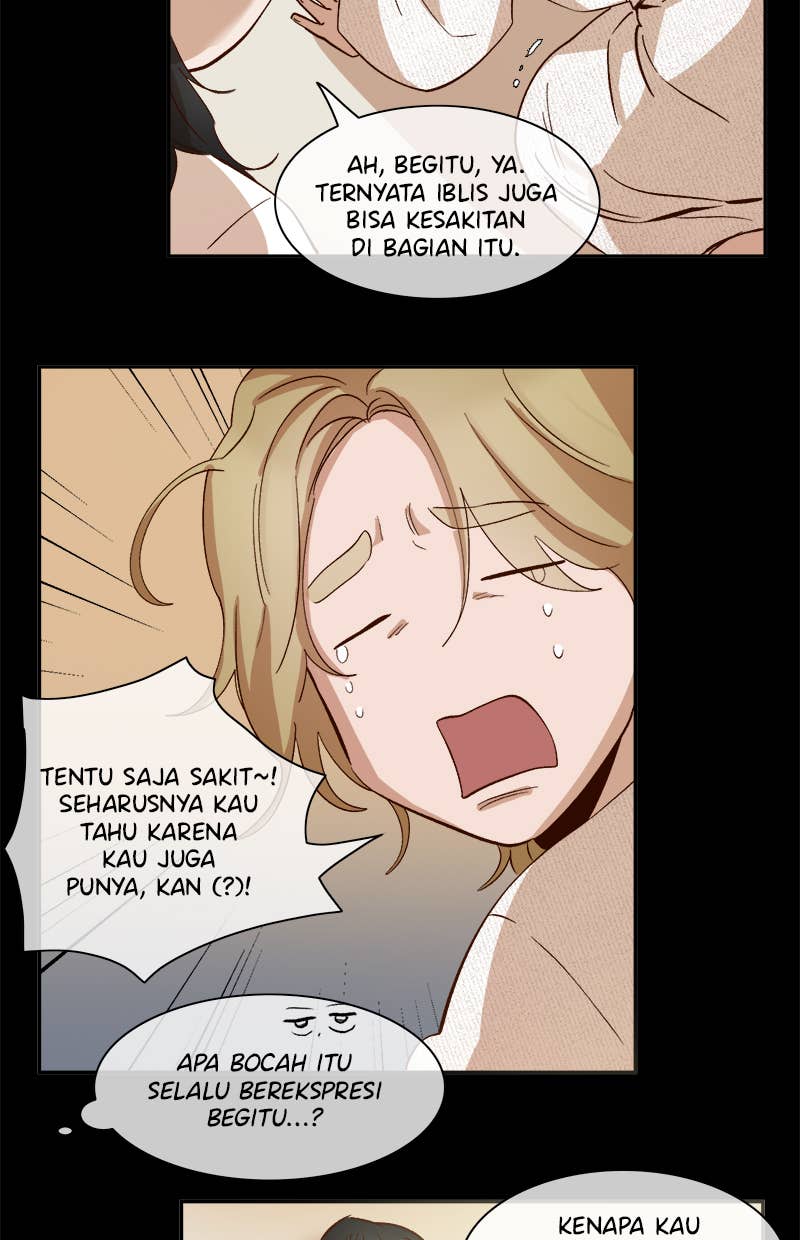 AH, BEGITU, YA.
TERNYATA IBLIS JUGA
BISA KESAKITAN
DI BAGIAN ITU.
TENTU SAJA SAKIT~!
SEHARUSNYA KAU
TAHU KARENA
KAU JUGA
PUNYA, KAN (?)!
APA BOCAH ITU
SELALU BEREKSPRESI
BEGITU...?
KENAPA KAU